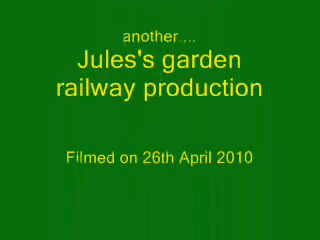 another....
Jules's garden
railway production
Filmed on 26th April 2010